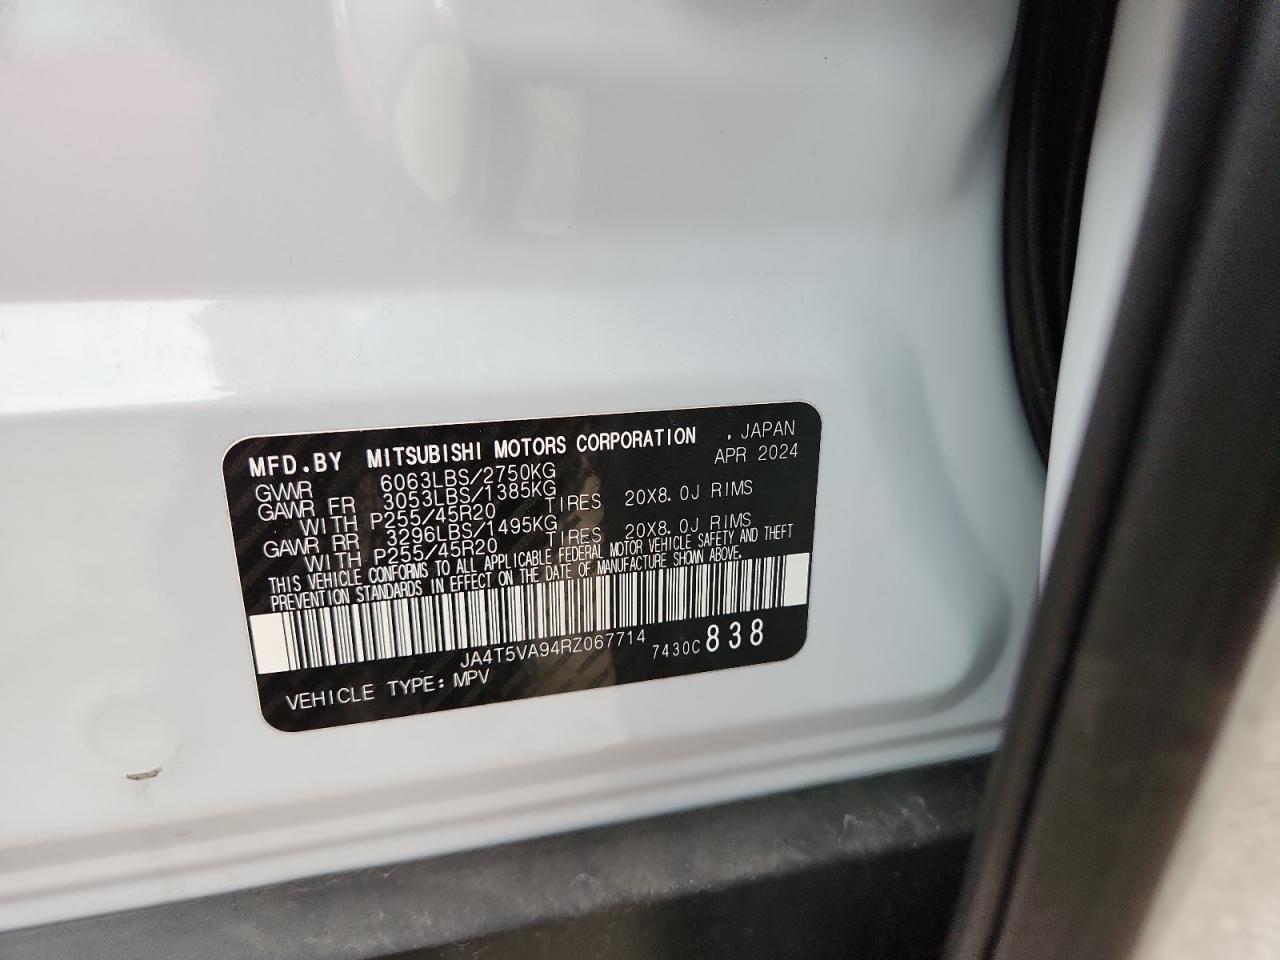 MFD.BY MITSUBISHI MOTORS CORPORATION , JAPAN
APR 2024
GVWR 6063LBS/2750KG
GAWR FR 3053LBS/1385KG
WITH P255/45R20 TIRES 20X8.0J RIMS
GAWR RR 3296LBS/1495KG
WITH P255/45R20 TIRES 20X8.0J RIMS
THIS VEHICLE CONFORMS TO ALL APPLICABLE FEDERAL MOTOR VEHICLE SAFETY AND THEFT
PREVENTION STANDARDS IN EFFECT ON THE DATE OF MANUFACTURE SHOWN ABOVE.
JA4T5VA94RZ067714 7430C 838
VEHICLE TYPE: MPV